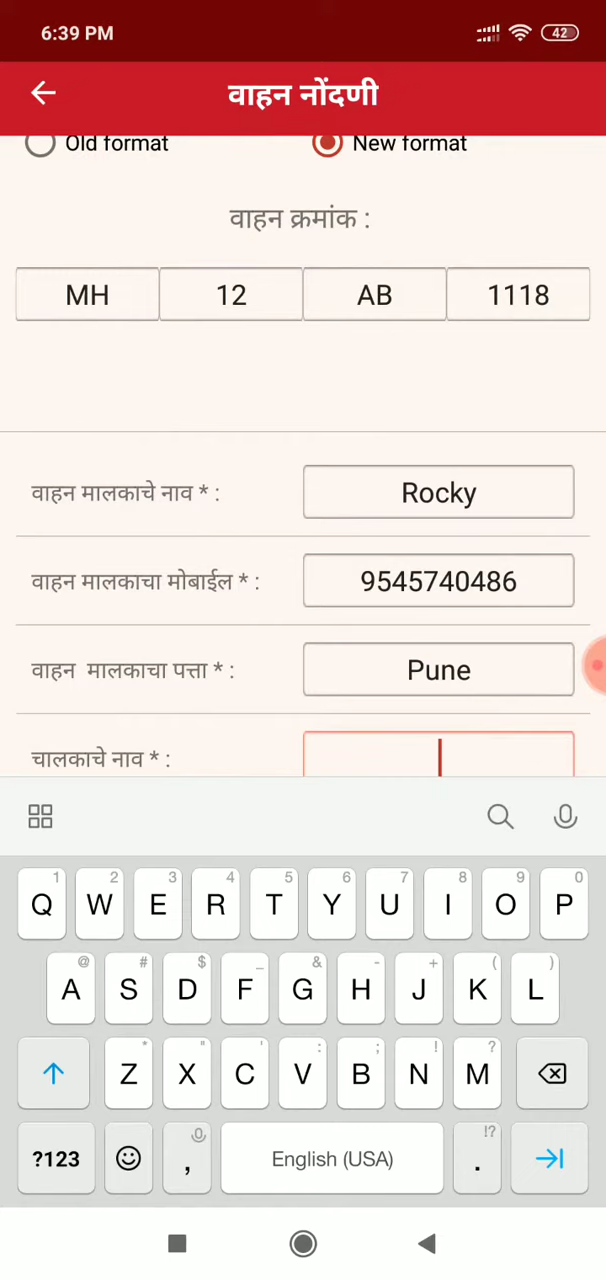 6:39 PM 42
वाहन नोंदणी
Old format New format
वाहन क्रमांक :
MH 12 AB 1118
वाहन मालकाचे नाव * : Rocky
वाहन मालकाचा मोबाईल * : 9545740486
वाहन मालकाचा पत्ता * : Pune
चालकाचे नाव * :
1 2 3 4 5 6 7 8 9 0
Q W E R T Y U I O P
@ # $ _ & - + ( )
A S D F G H J K L
* " ' : ; ! ?
Z X C V B N M
!?
?123 , English (USA) .